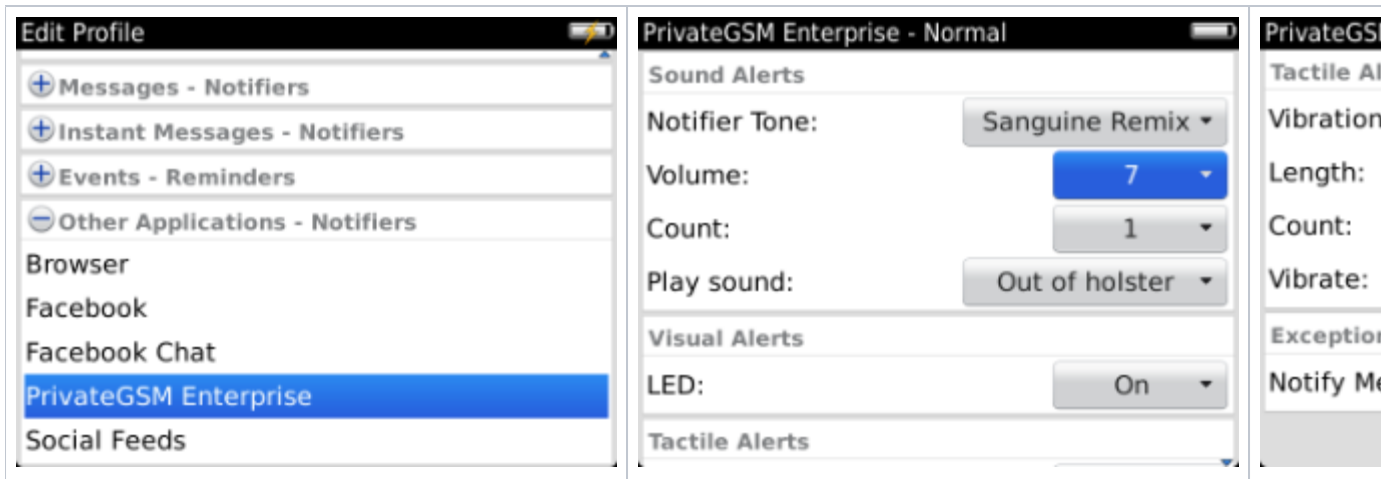 Edit Profile
Messages - Notifiers
Instant Messages - Notifiers
Events - Reminders
Other Applications - Notifiers
Browser
Facebook
Facebook Chat
PrivateGSM Enterprise
Social Feeds
PrivateGSM Enterprise - Normal
Sound Alerts
Notifier Tone: Sanguine Remix
Volume: 7
Count: 1
Play sound: Out of holster
Visual Alerts
LED: On
Tactile Alerts
PrivateGS
Tactile Al
Vibration
Length:
Count:
Vibrate:
Exception
Notify Me